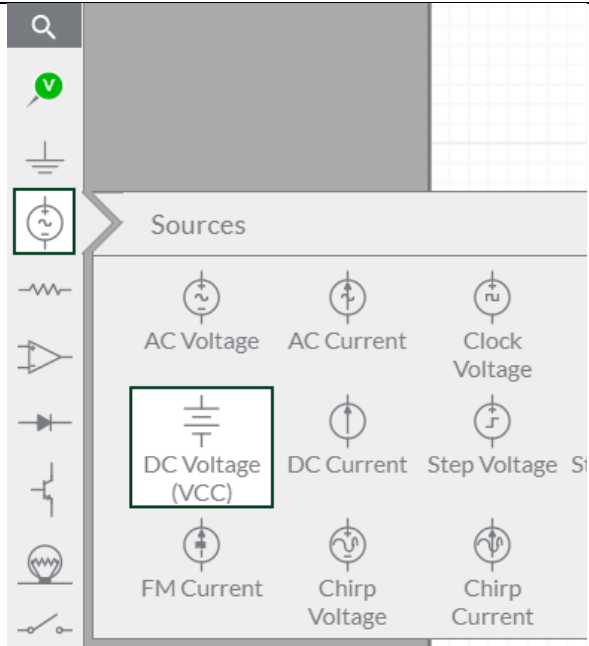 V
Sources
AC Voltage AC Current Clock
Voltage
DC Voltage DC Current Step Voltage St
(VCC)
FM Current Chirp Chirp
Voltage Current